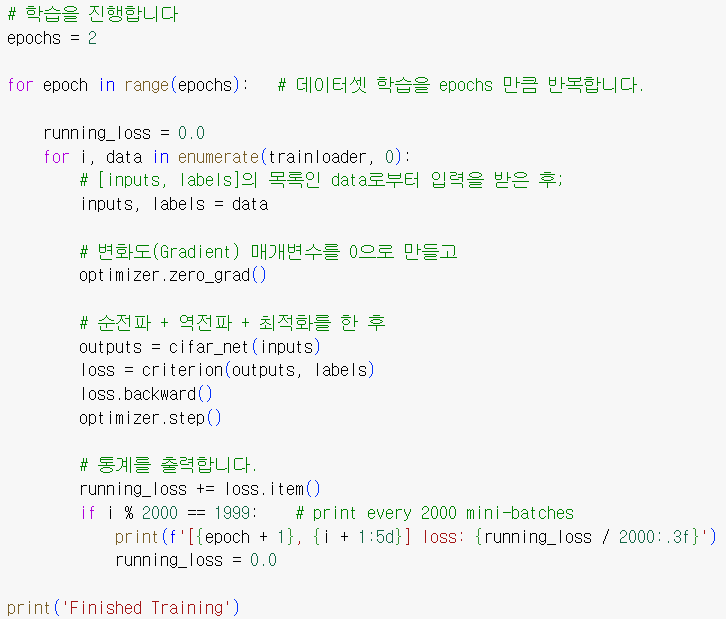 # 학습을 진행합니다
epochs = 2

for epoch in range(epochs):   # 데이터셋 학습을 epochs 만큼 반복합니다.

    running_loss = 0.0
    for i, data in enumerate(trainloader, 0):
        # [inputs, labels]의 목록인 data로부터 입력을 받은 후;
        inputs, labels = data

        # 변화도(Gradient) 매개변수를 0으로 만들고
        optimizer.zero_grad()

        # 순전파 + 역전파 + 최적화를 한 후
        outputs = cifar_net(inputs)
        loss = criterion(outputs, labels)
        loss.backward()
        optimizer.step()

        # 통계를 출력합니다.
        running_loss += loss.item()
        if i % 2000 == 1999:    # print every 2000 mini-batches
            print(f'[{epoch + 1}, {i + 1:5d}] loss: {running_loss / 2000:.3f}')
            running_loss = 0.0

print('Finished Training')